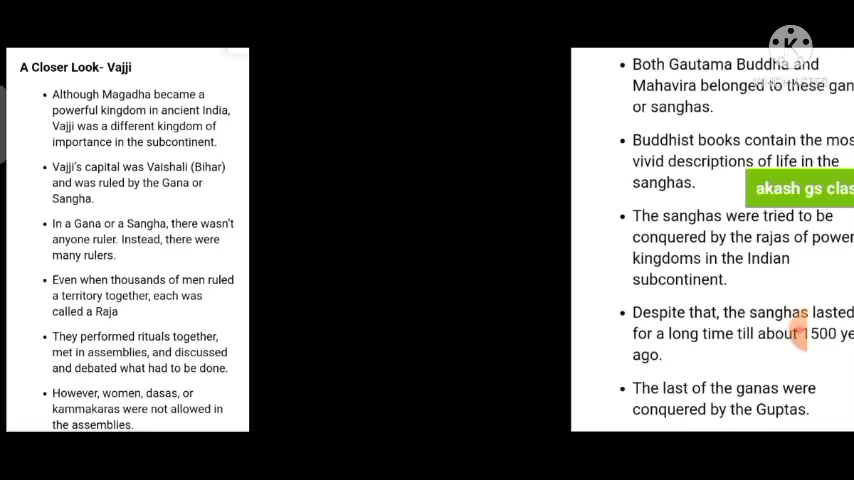 A Closer Look- Vajji
• Although Magadha became a
powerful kingdom in ancient India,
Vajji was a different kingdom of
importance in the subcontinent.
• Vajji's capital was Vaishali (Bihar)
and was ruled by the Gana or
Sangha.
• In a Gana or a Sangha, there wasn't
anyone ruler. Instead, there were
many rulers.
• Even when thousands of men ruled
a territory together, each was
called a Raja
• They performed rituals together,
met in assemblies, and discussed
and debated what had to be done.
• However, women, dasas, or
kammakaras were not allowed in
the assemblies.
• Both Gautama Buddha and
Mahavira belonged to these gan
or sanghas.
• Buddhist books contain the mos
vivid descriptions of life in the
sanghas.
akash gs clas
• The sanghas were tried to be
conquered by the rajas of power
kingdoms in the Indian
subcontinent.
• Despite that, the sanghas lasted
for a long time till about 1500 ye
ago.
• The last of the ganas were
conquered by the Guptas.
K
KINEMASTER